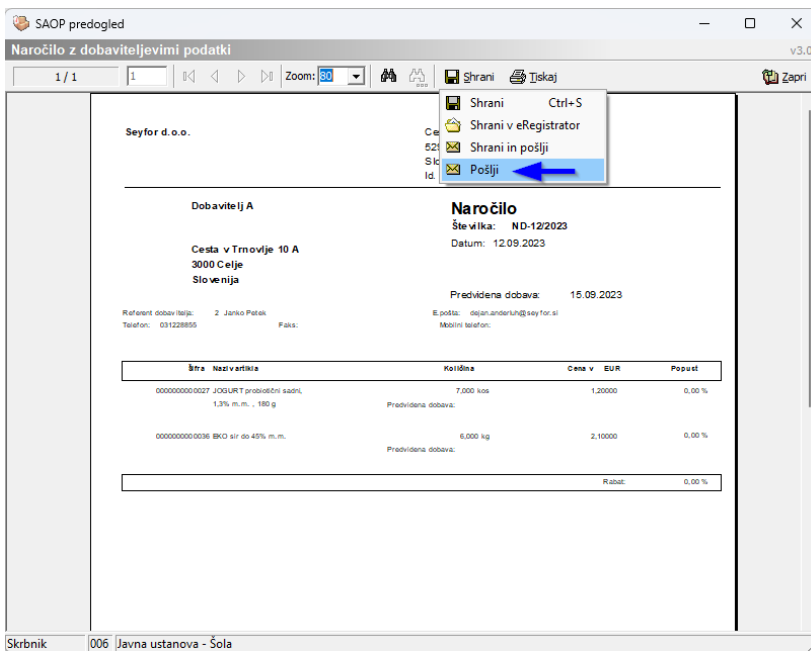 SAOP predogled
Naročilo z dobaviteljevimi podatki
v3.0
1 / 1
1
Zoom: 80
Shrani
Tiskaj
Zapri
Shrani Ctrl+S
Shrani v eRegistrator
Shrani in pošlji
Pošlji
Seyfor d.o.o.
Id.
Dobavitelj A
Naročilo
Številka: ND-12/2023
Datum: 12.09.2023
Cesta v Trnovlje 10 A
3000 Celje
Slovenija
Predvidena dobava: 15.09.2023
Referent dobavitelja: 2 Janko Petek
E.pošta: dejan.anderluh@seyfor.si
Telefon: 031228855 Faks:
Mobilni telefon:
Šifra Naziv artikla Količina Cena v EUR Popust
0000000000027 JOGURT probiotični sadni, 7,000 kos 1,20000 0,00 %
1,3% m.m. , 180 g Predvidena dobava:
0000000000036 EKO sir do 45% m.m. 6,000 kg 2,10000 0,00 %
Predvidena dobava:
Rabat: 0,00 %
Skrbnik 006 Javna ustanova - Šola